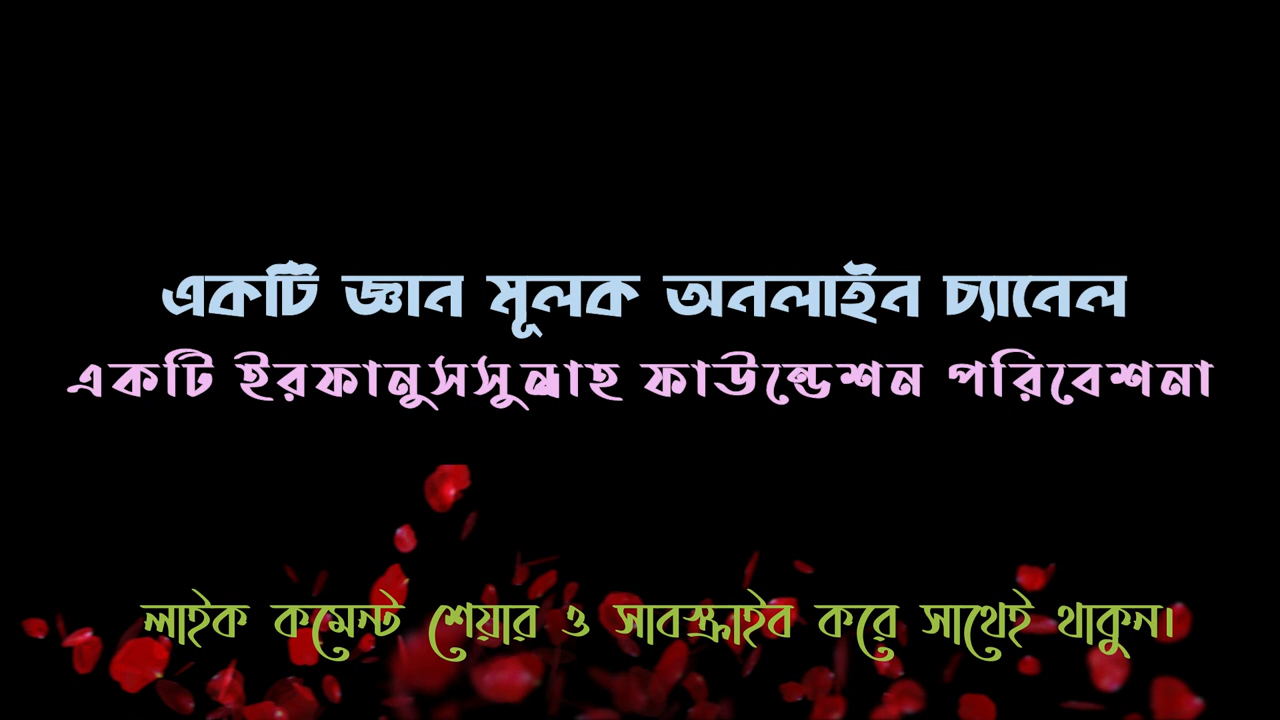 একটি জ্ঞান মূলক অনলাইন চ্যানেল
একটি ইরফানুসসুন্নাহ ফাউন্ডেশন পরিবেশনা
লাইক কমেন্ট শেয়ার ও সাবস্ক্রাইব করে সাথেই থাকুন।